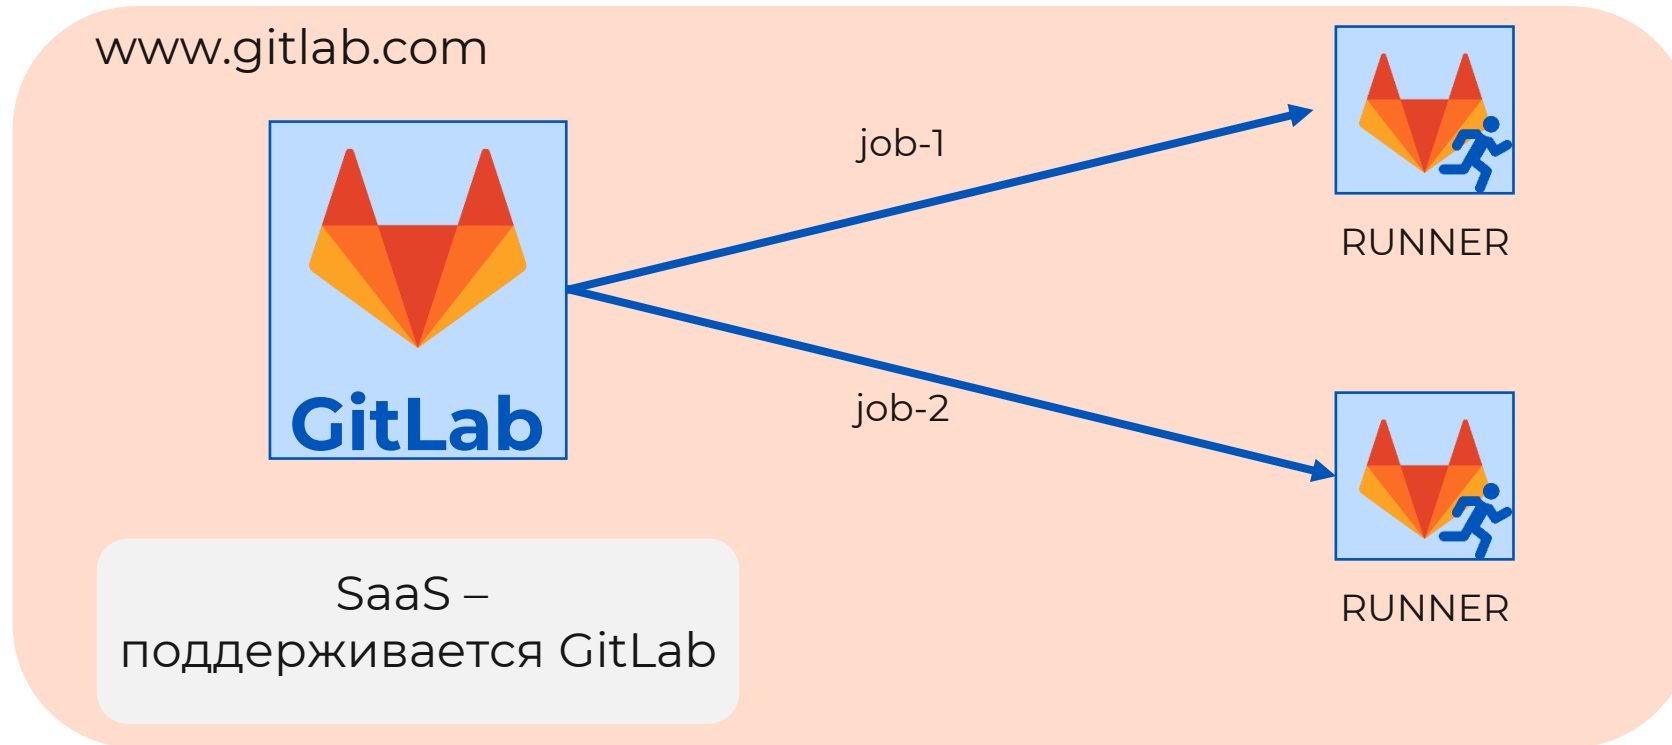 www.gitlab.com
job-1
RUNNER
GitLab
job-2
RUNNER
SaaS –
поддерживается GitLab